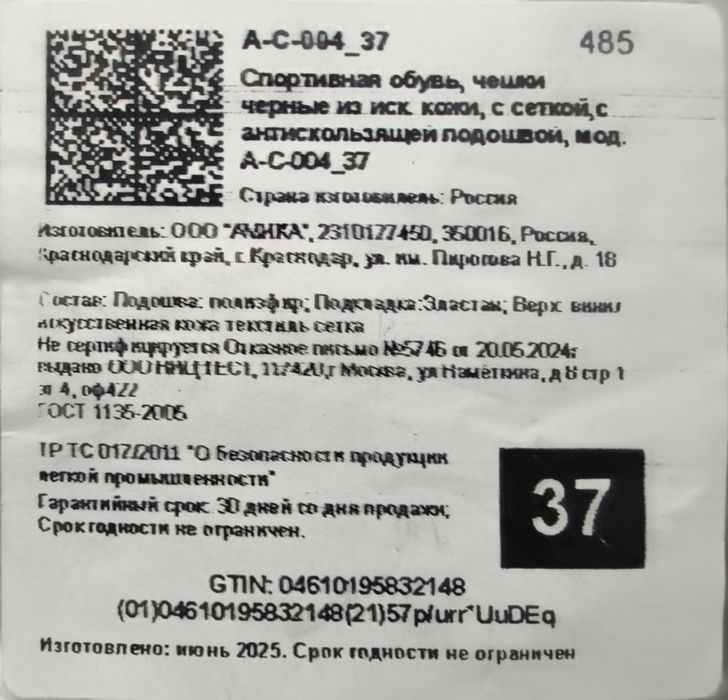 A-C-004_37 485
Спортивная обувь, чешки
черные из иск. кожи, с сеткой,с
антискользящей подошвой, мод.
A-C-004_37
Страна изготовитель: Россия
Изготовитель: ООО "АМИКА", 2310177450, 350016, Россия,
Краснодарский край, г. Краснодар, ул. им. Пирогова Н.Г., д. 18
Состав: Подошва: полиэфир; Подкладка:Эластан; Верх: винил
искусственная кожа текстиль сетка
Не сертифицируется Отказное письмо №5746 от 20.05.2024г
выдано ООО 117420,г Москва, ул Намёткина, д 8 стр 1
эт 4, оф422
ГОСТ 1135-2005
ТР ТС 017/2011 "О Безопасности продукции
легкой промышленности"
Гарантийный срок: 30 дней со дня продажи;
Срок годности не ограничен.
37
GTIN: 04610195832148
(01)04610195832148(21)57p/urr*UuDEq
Изготовлено: июнь 2025. Срок годности не ограничен